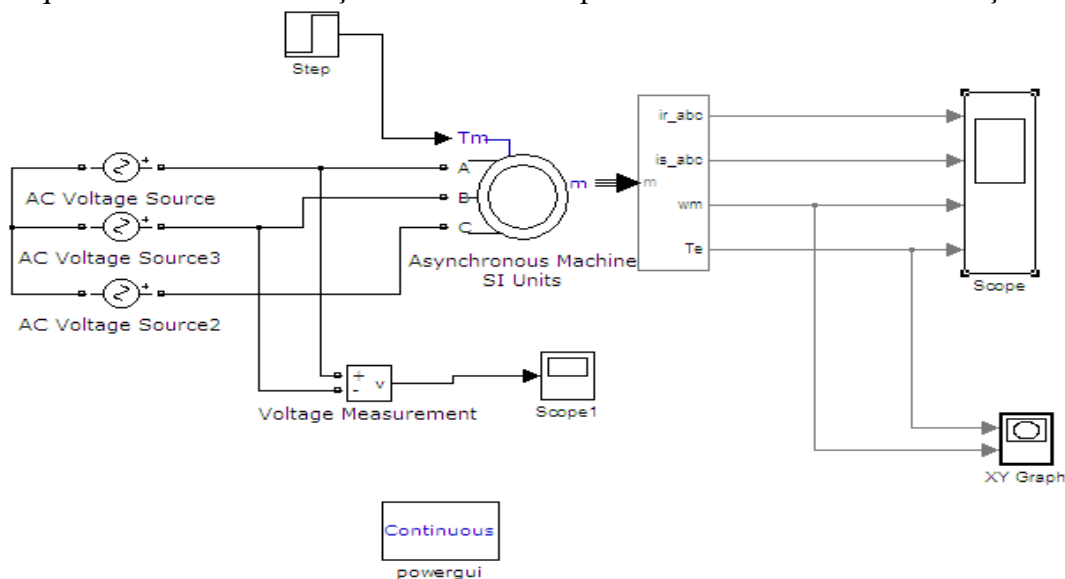 Step
Tm
A
B
C
m
AC Voltage Source
AC Voltage Source3
AC Voltage Source2
Asynchronous Machine
SI Units
m
ir_abc
is_abc
wm
Te
Scope
+
-
v
Voltage Measurement
Scope1
XY Graph
Continuous
powergui